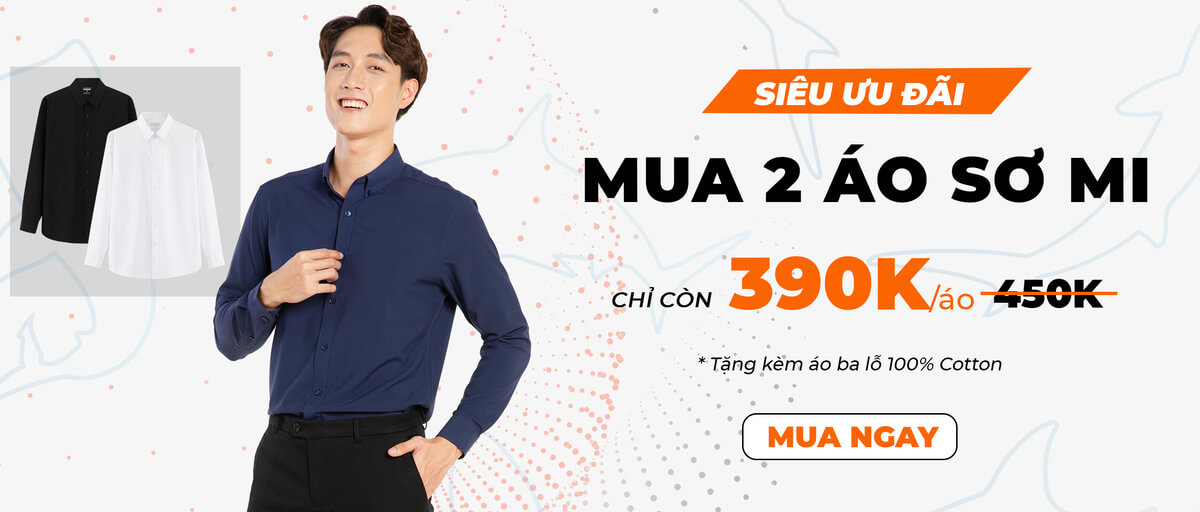 SIÊU ƯU ĐÃI
MUA 2 ÁO SƠ MI
CHỈ CÒN 390K/áo 450K
* Tặng kèm áo ba lỗ 100% Cotton
MUA NGAY